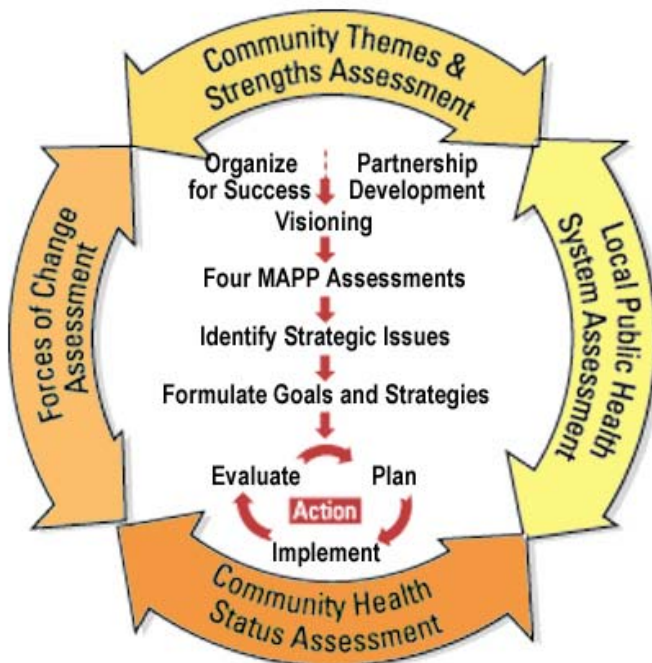 Community Themes &
Strengths Assessment
Organize
for Success
Partnership
Development
Visioning
Four MAPP Assessments
Identify Strategic Issues
Formulate Goals and Strategies
Evaluate
Plan
Action
Implement
Forces of Change
Assessment
Local Public Health
System Assessment
Community Health
Status Assessment